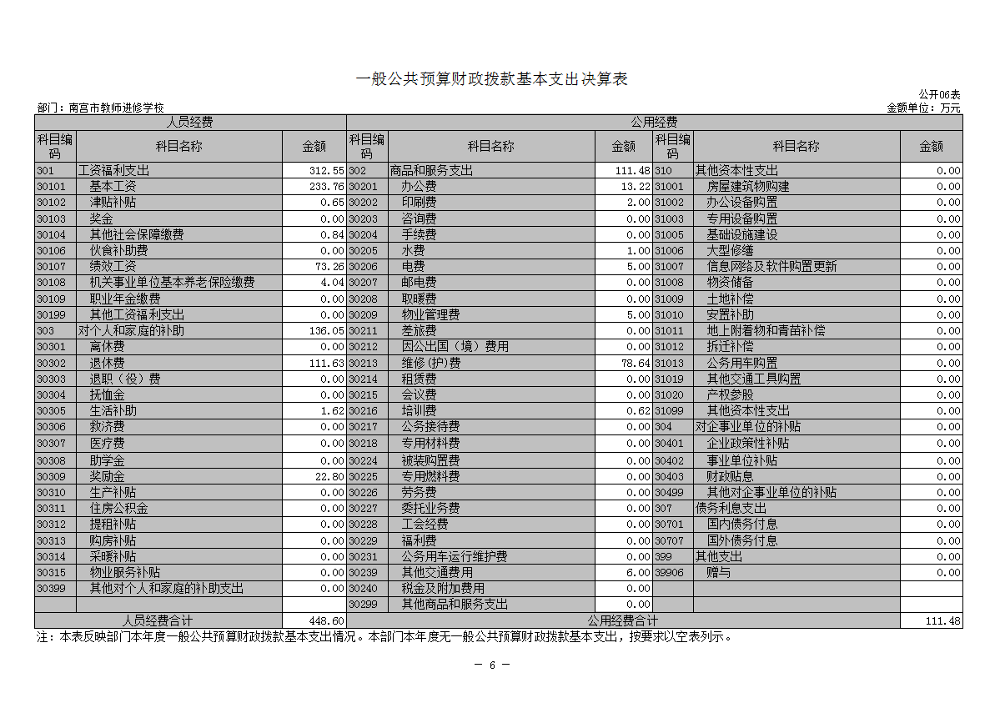 一般公共预算财政拨款基本支出决算表
公开06表
部门：南宫市教师进修学校 金额单位：万元
人员经费 公用经费
科目编码 科目名称 金额 科目编码 科目名称 金额 科目编码 科目名称 金额
301 工资福利支出 312.55 302 商品和服务支出 111.48 310 其他资本性支出 0.00
30101 基本工资 233.76 30201 办公费 13.22 31001 房屋建筑物购建 0.00
30102 津贴补贴 0.65 30202 印刷费 2.00 31002 办公设备购置 0.00
30103 奖金 0.00 30203 咨询费 0.00 31003 专用设备购置 0.00
30104 其他社会保障缴费 0.84 30204 手续费 0.00 31005 基础设施建设 0.00
30106 伙食补助费 0.00 30205 水费 1.00 31006 大型修缮 0.00
30107 绩效工资 73.26 30206 电费 5.00 31007 信息网络及软件购置更新 0.00
30108 机关事业单位基本养老保险缴费 4.04 30207 邮电费 0.00 31008 物资储备 0.00
30109 职业年金缴费 0.00 30208 取暖费 0.00 31009 土地补偿 0.00
30199 其他工资福利支出 0.00 30209 物业管理费 5.00 31010 安置补助 0.00
303 对个人和家庭的补助 136.05 30211 差旅费 0.00 31011 地上附着物和青苗补偿 0.00
30301 离休费 0.00 30212 因公出国（境）费用 0.00 31012 拆迁补偿 0.00
30302 退休费 111.63 30213 维修(护)费 78.64 31013 公务用车购置 0.00
30303 退职（役）费 0.00 30214 租赁费 0.00 31019 其他交通工具购置 0.00
30304 抚恤金 0.00 30215 会议费 0.00 31020 产权参股 0.00
30305 生活补助 1.62 30216 培训费 0.62 31099 其他资本性支出 0.00
30306 救济费 0.00 30217 公务接待费 0.00 304 对企事业单位的补贴 0.00
30307 医疗费 0.00 30218 专用材料费 0.00 30401 企业政策性补贴 0.00
30308 助学金 0.00 30224 被装购置费 0.00 30402 事业单位补贴 0.00
30309 奖励金 22.80 30225 专用燃料费 0.00 30403 财政贴息 0.00
30310 生产补贴 0.00 30226 劳务费 0.00 30499 其他对企事业单位的补贴 0.00
30311 住房公积金 0.00 30227 委托业务费 0.00 307 债务利息支出 0.00
30312 提租补贴 0.00 30228 工会经费 0.00 30701 国内债务付息 0.00
30313 购房补贴 0.00 30229 福利费 0.00 30707 国外债务付息 0.00
30314 采暖补贴 0.00 30231 公务用车运行维护费 0.00 399 其他支出 0.00
30315 物业服务补贴 0.00 30239 其他交通费用 6.00 39906 赠与 0.00
30399 其他对个人和家庭的补助支出 0.00 30240 税金及附加费用 0.00
30299 其他商品和服务支出 0.00
人员经费合计 448.60 公用经费合计 111.48
注：本表反映部门本年度一般公共预算财政拨款基本支出情况。本部门本年度无一般公共预算财政拨款基本支出，按要求以空表列示。
— 6 —